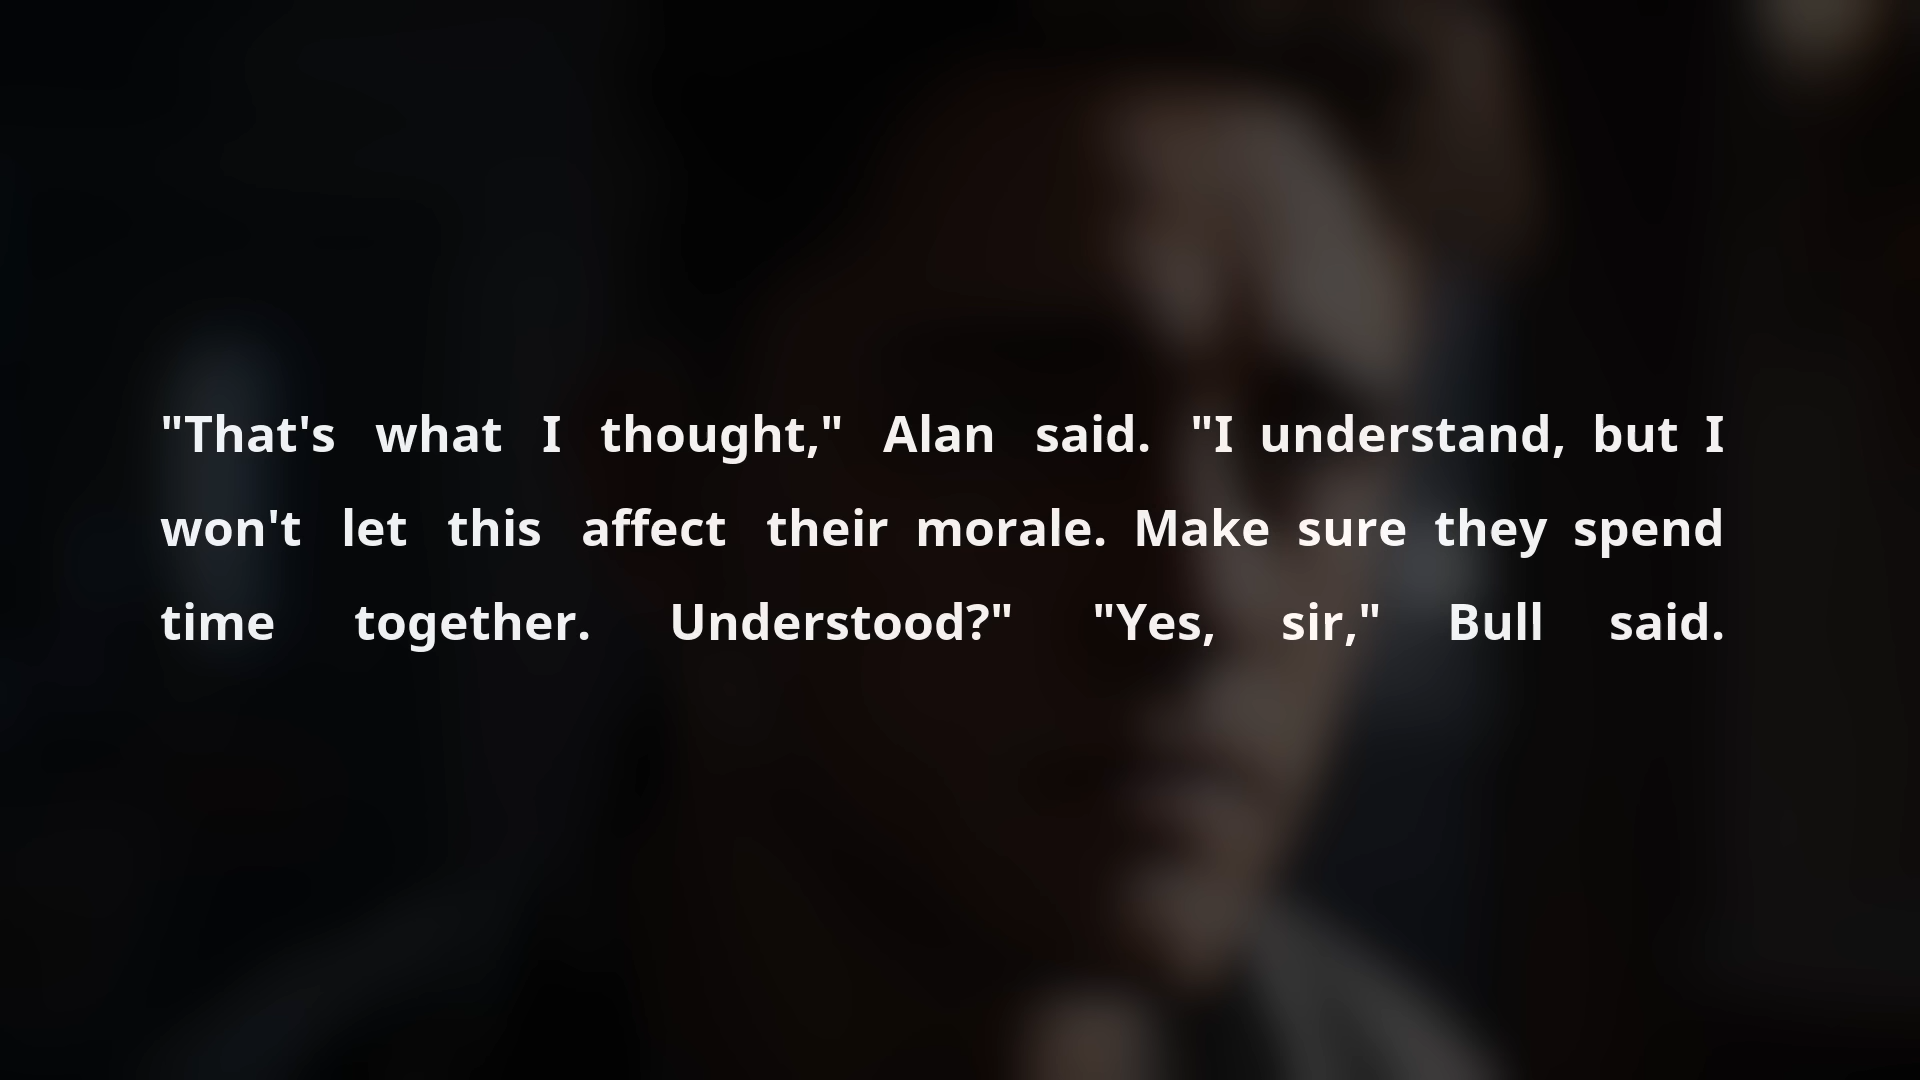 "That's what I thought," Alan said. "I understand, but I
won't let this affect their morale. Make sure they spend
time together. Understood?" "Yes, sir," Bull said.